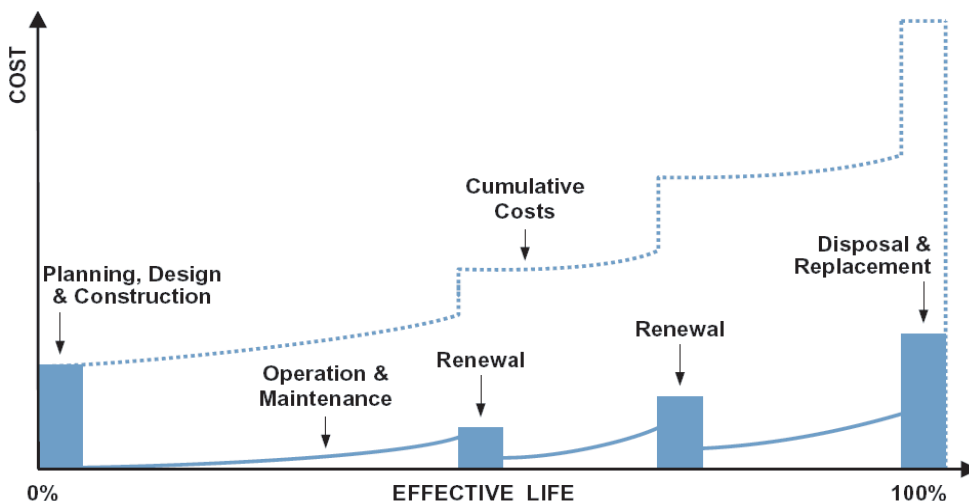 COST
Cumulative
Costs
Disposal &
Replacement
Planning, Design
& Construction
Renewal
Operation &
Maintenance
Renewal
0%
EFFECTIVE LIFE
100%